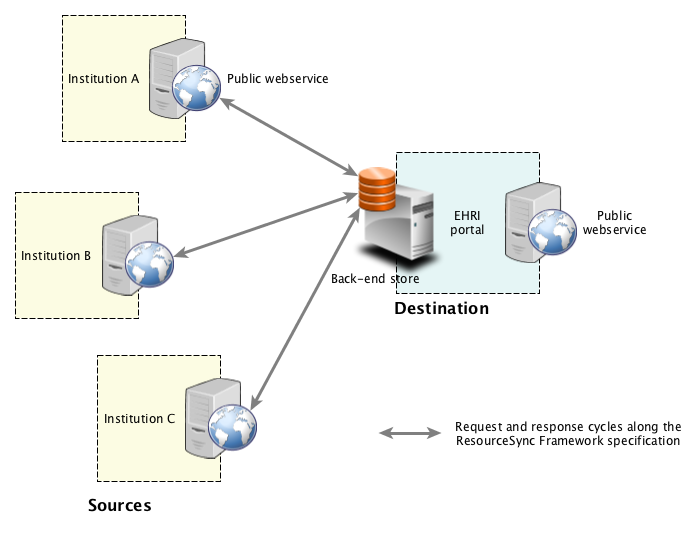 Institution A
Public webservice
EHRI
portal
Public
webservice
Institution B
Back-end store
Destination
Institution C
Request and response cycles along the
ResourceSync Framework specification
Sources